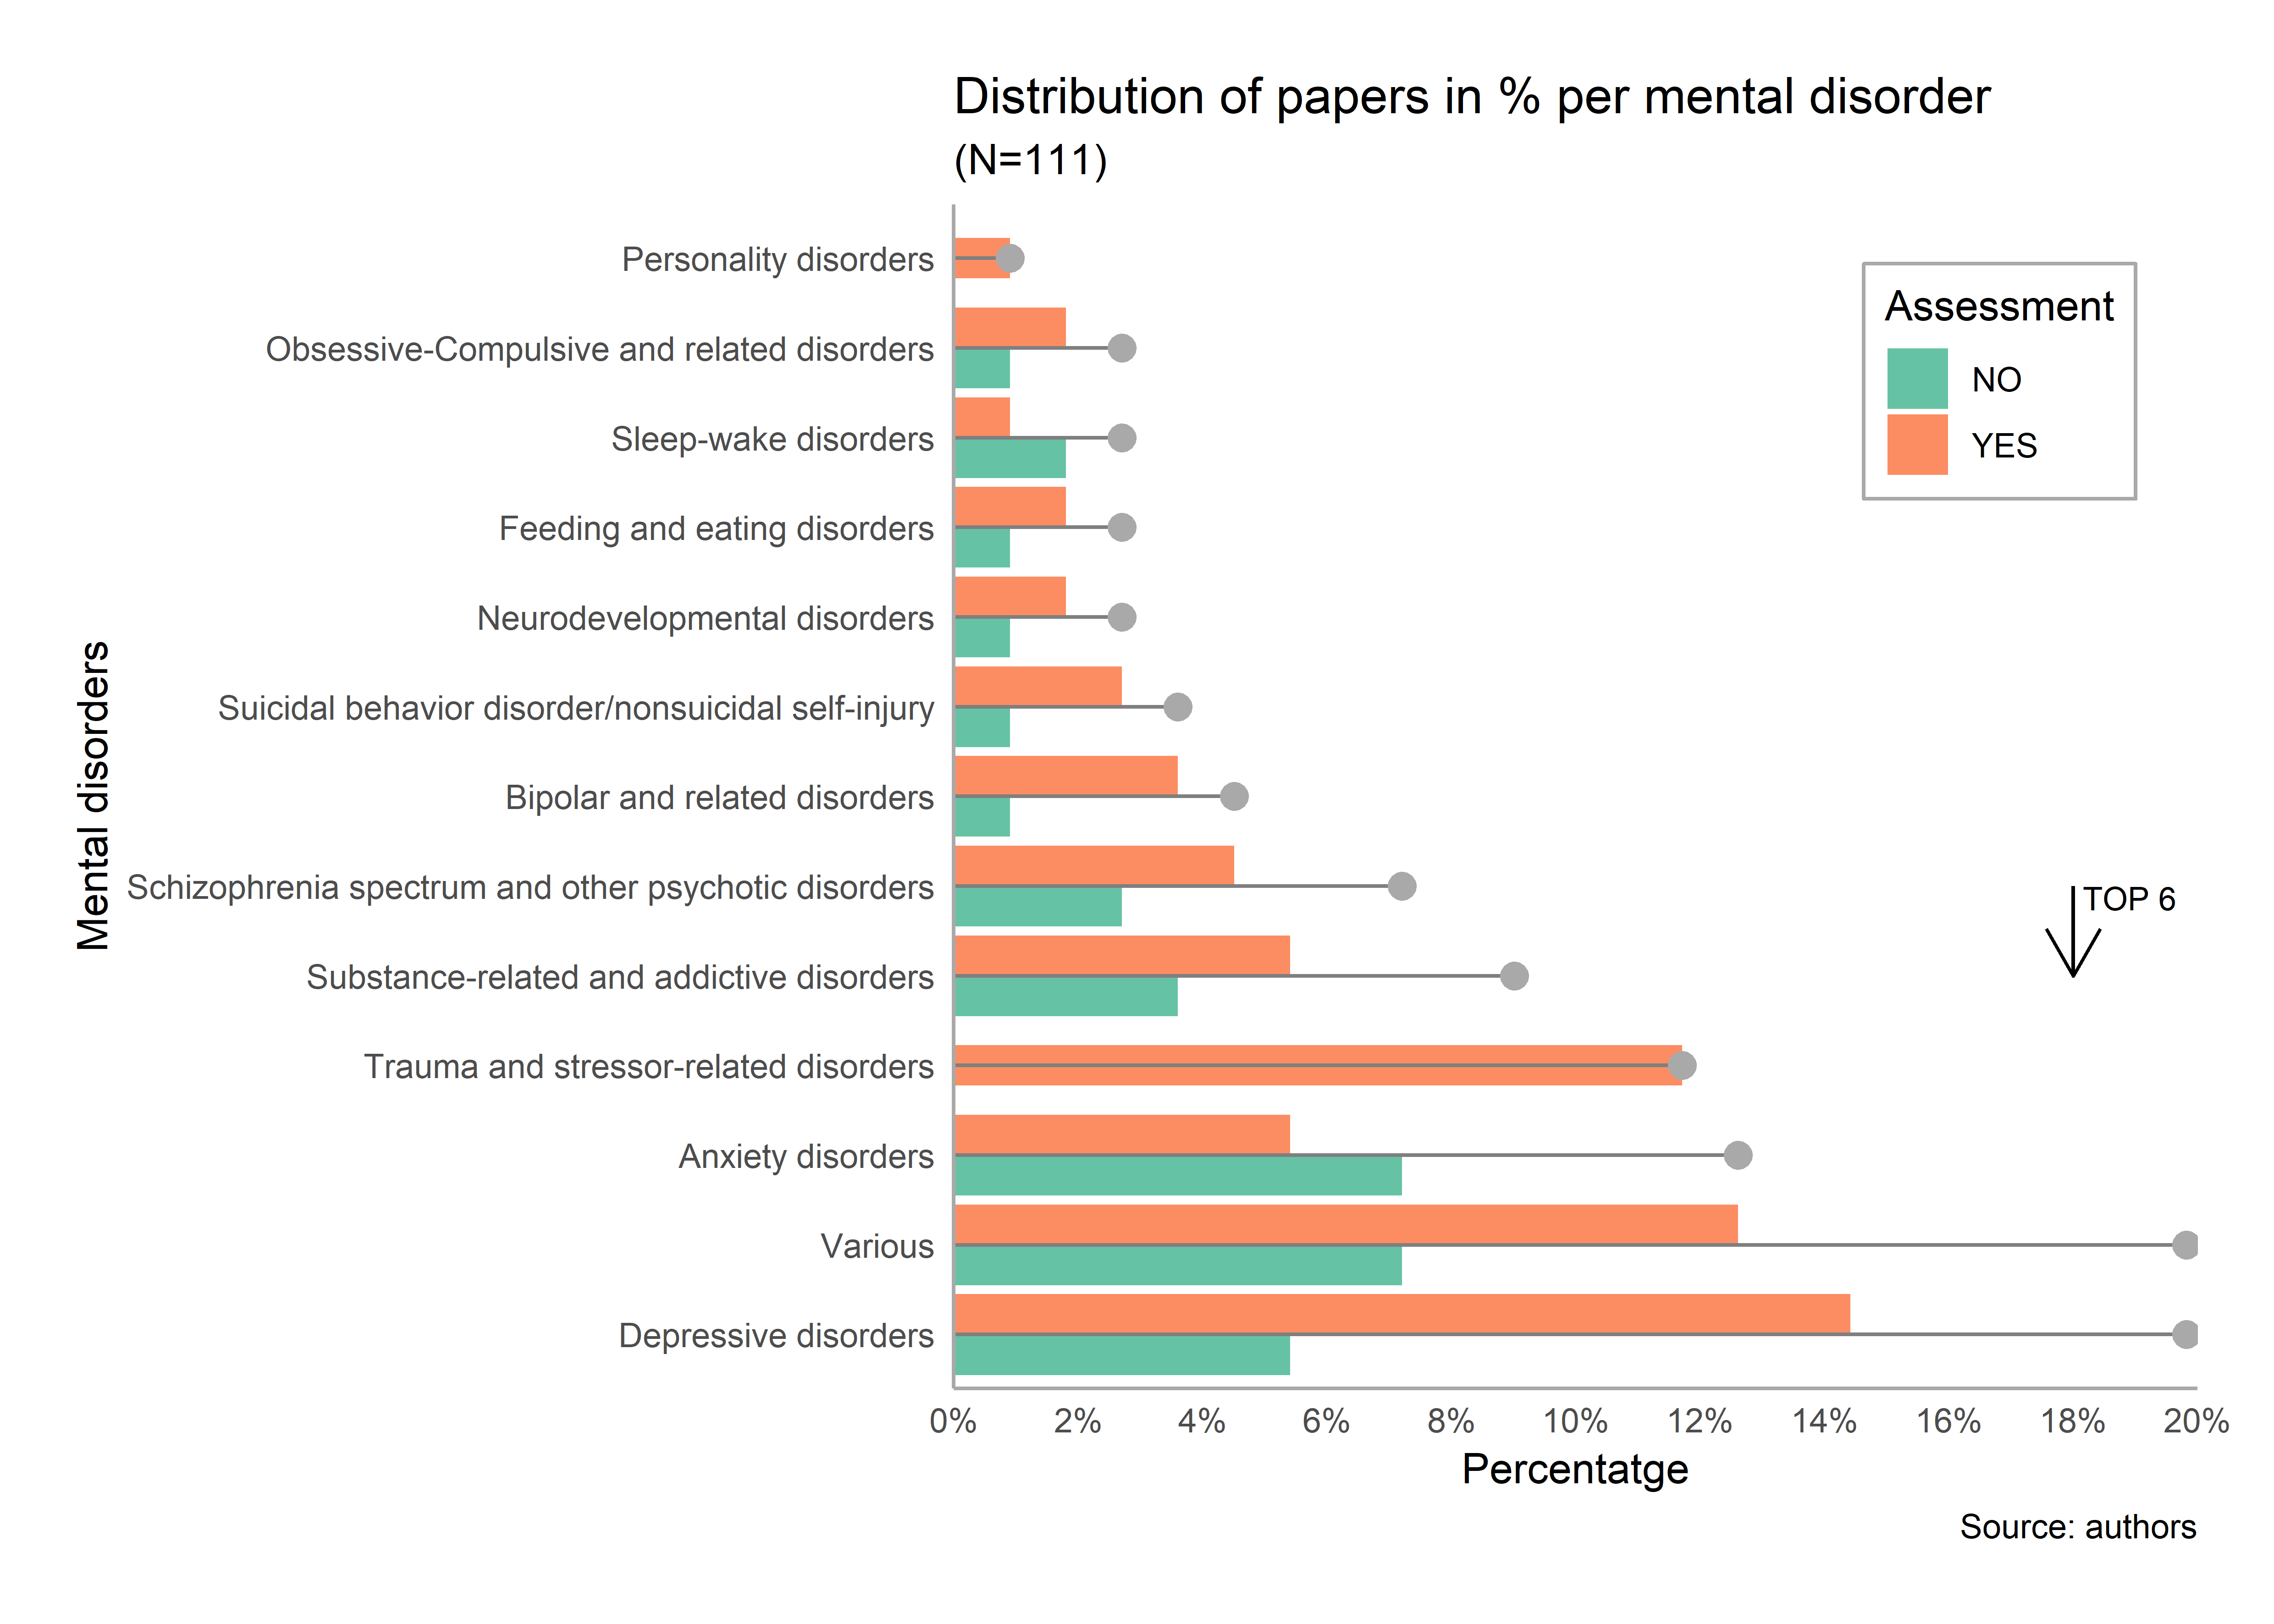 Distribution of papers in % per mental disorder
(N=111)
Personality disorders
Obsessive-Compulsive and related disorders
Sleep-wake disorders
Feeding and eating disorders
Neurodevelopmental disorders
Suicidal behavior disorder/nonsuicidal self-injury
Bipolar and related disorders
Schizophrenia spectrum and other psychotic disorders
Substance-related and addictive disorders
Trauma and stressor-related disorders
Anxiety disorders
Various
Depressive disorders
Mental disorders
Assessment
NO
YES
TOP 6
0% 2% 4% 6% 8% 10% 12% 14% 16% 18% 20%
Percentatge
Source: authors